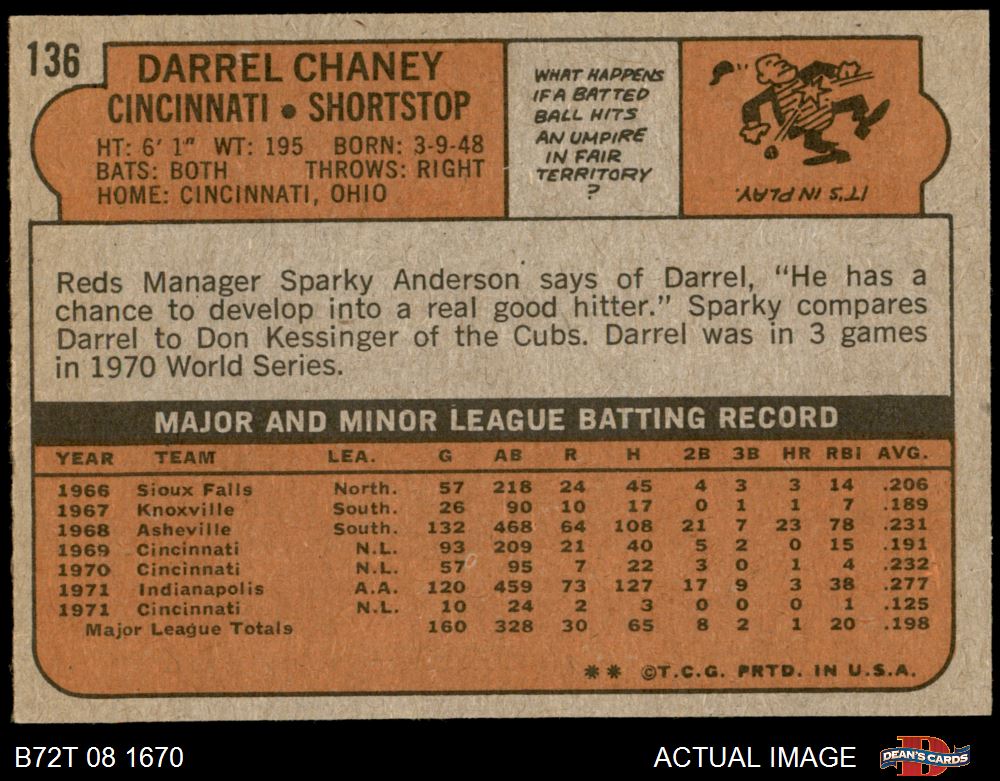 136
DARREL CHANEY
CINCINNATI • SHORTSTOP
HT: 6' 1" WT: 195 BORN: 3-9-48
BATS: BOTH THROWS: RIGHT
HOME: CINCINNATI, OHIO
WHAT HAPPENS
IF A BATTED
BALL HITS
AN UMPIRE
IN FAIR
TERRITORY
?
IT'S IN PLAY.
Reds Manager Sparky Anderson says of Darrel, "He has a
chance to develop into a real good hitter." Sparky compares
Darrel to Don Kessinger of the Cubs. Darrel was in 3 games
in 1970 World Series.
MAJOR AND MINOR LEAGUE BATTING RECORD
YEAR TEAM LEA. G AB R H 2B 3B HR RBI AVG.
1966 Sioux Falls North. 57 218 24 45 4 3 3 14 .206
1967 Knoxville South. 26 90 10 17 0 1 1 7 .189
1968 Asheville South. 132 468 64 108 21 7 23 78 .231
1969 Cincinnati N.L. 93 209 21 40 5 2 0 15 .191
1970 Cincinnati N.L. 57 95 7 22 3 0 1 4 .232
1971 Indianapolis A.A. 120 459 73 127 17 9 3 38 .277
1971 Cincinnati N.L. 10 24 2 3 0 0 0 1 .125
Major League Totals 160 328 30 65 8 2 1 20 .198
** ©T.C.G. PRTD. IN U.S.A.
B72T 08 1670
ACTUAL IMAGE
DEAN'S CARDS